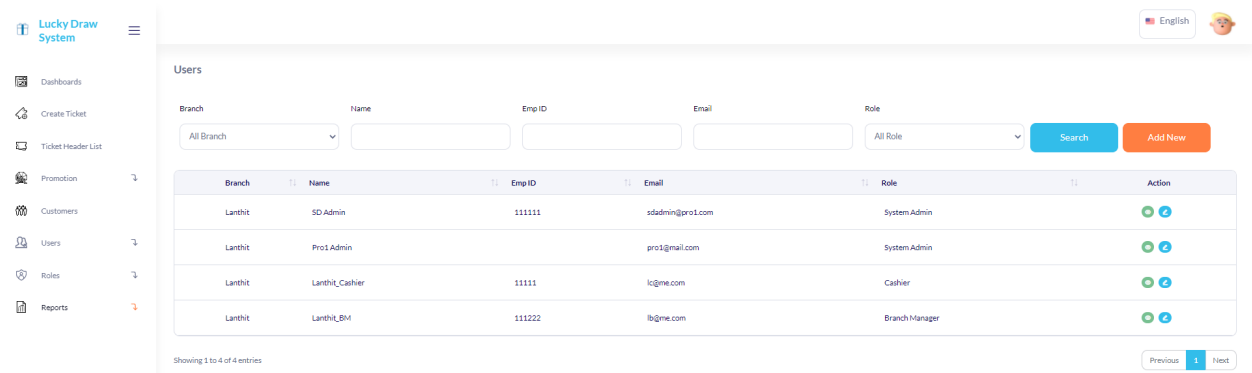 Lucky Draw
System
English
Dashboards
Create Ticket
Ticket Header List
Promotion
Customers
Users
Roles
Reports
Users
Branch Name Emp ID Email Role
All Branch All Role Search Add New
Branch Name Emp ID Email Role Action
Lanthit SD Admin 111111 sdadmin@pro1.com System Admin
Lanthit Pro1 Admin pro1@mail.com System Admin
Lanthit Lanthit_Cashier 11111 lc@me.com Cashier
Lanthit Lanthit_BM 111222 lb@me.com Branch Manager
Showing 1 to 4 of 4 entries
Previous 1 Next